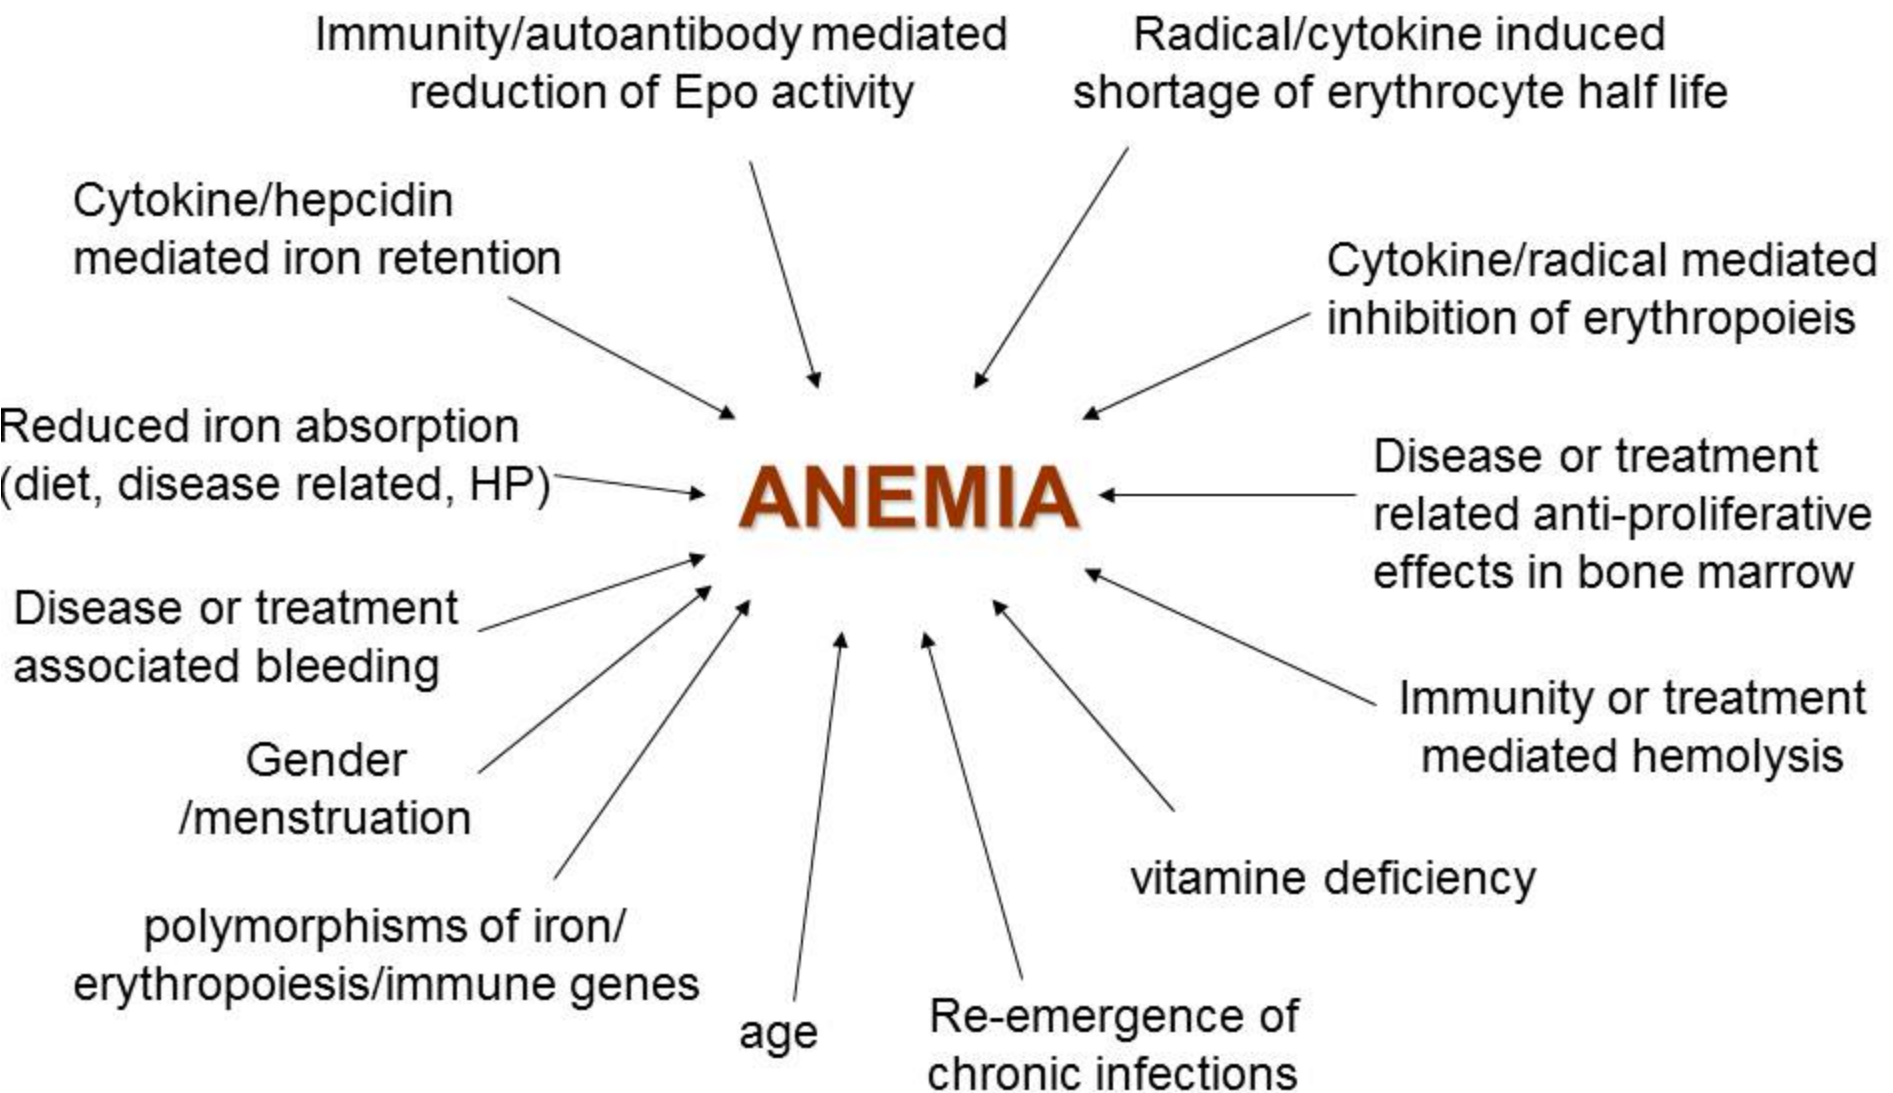 Immunity/autoantibody mediated
reduction of Epo activity
Radical/cytokine induced
shortage of erythrocyte half life
Cytokine/hepcidin
mediated iron retention
Cytokine/radical mediated
inhibition of erythropoieis
Reduced iron absorption
(diet, disease related, HP)
ANEMIA
Disease or treatment
related anti-proliferative
effects in bone marrow
Disease or treatment
associated bleeding
Immunity or treatment
mediated hemolysis
Gender
/menstruation
vitamine deficiency
polymorphisms of iron/
erythropoiesis/immune genes
age
Re-emergence of
chronic infections